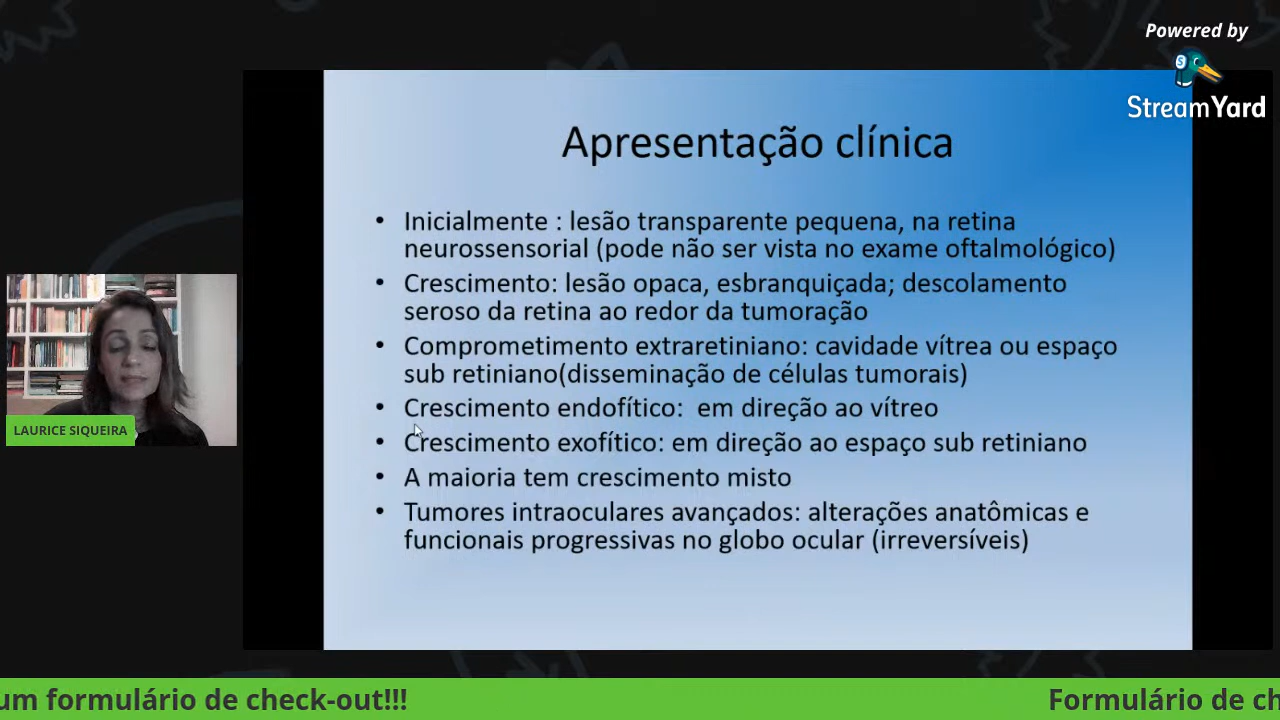 Powered by
StreamYard
Apresentação clínica
• Inicialmente : lesão transparente pequena, na retina
neurossensorial (pode não ser vista no exame oftalmológico)
• Crescimento: lesão opaca, esbranquiçada; descolamento
seroso da retina ao redor da tumoração
• Comprometimento extraretiniano: cavidade vítrea ou espaço
sub retiniano(disseminação de células tumorais)
• Crescimento endofítico:  em direção ao vítreo
• Crescimento exofítico: em direção ao espaço sub retiniano
• A maioria tem crescimento misto
• Tumores intraoculares avançados: alterações anatômicas e
funcionais progressivas no globo ocular (irreversíveis)
LAURICE SIQUEIRA
um formulário de check-out!!! Formulário de ch